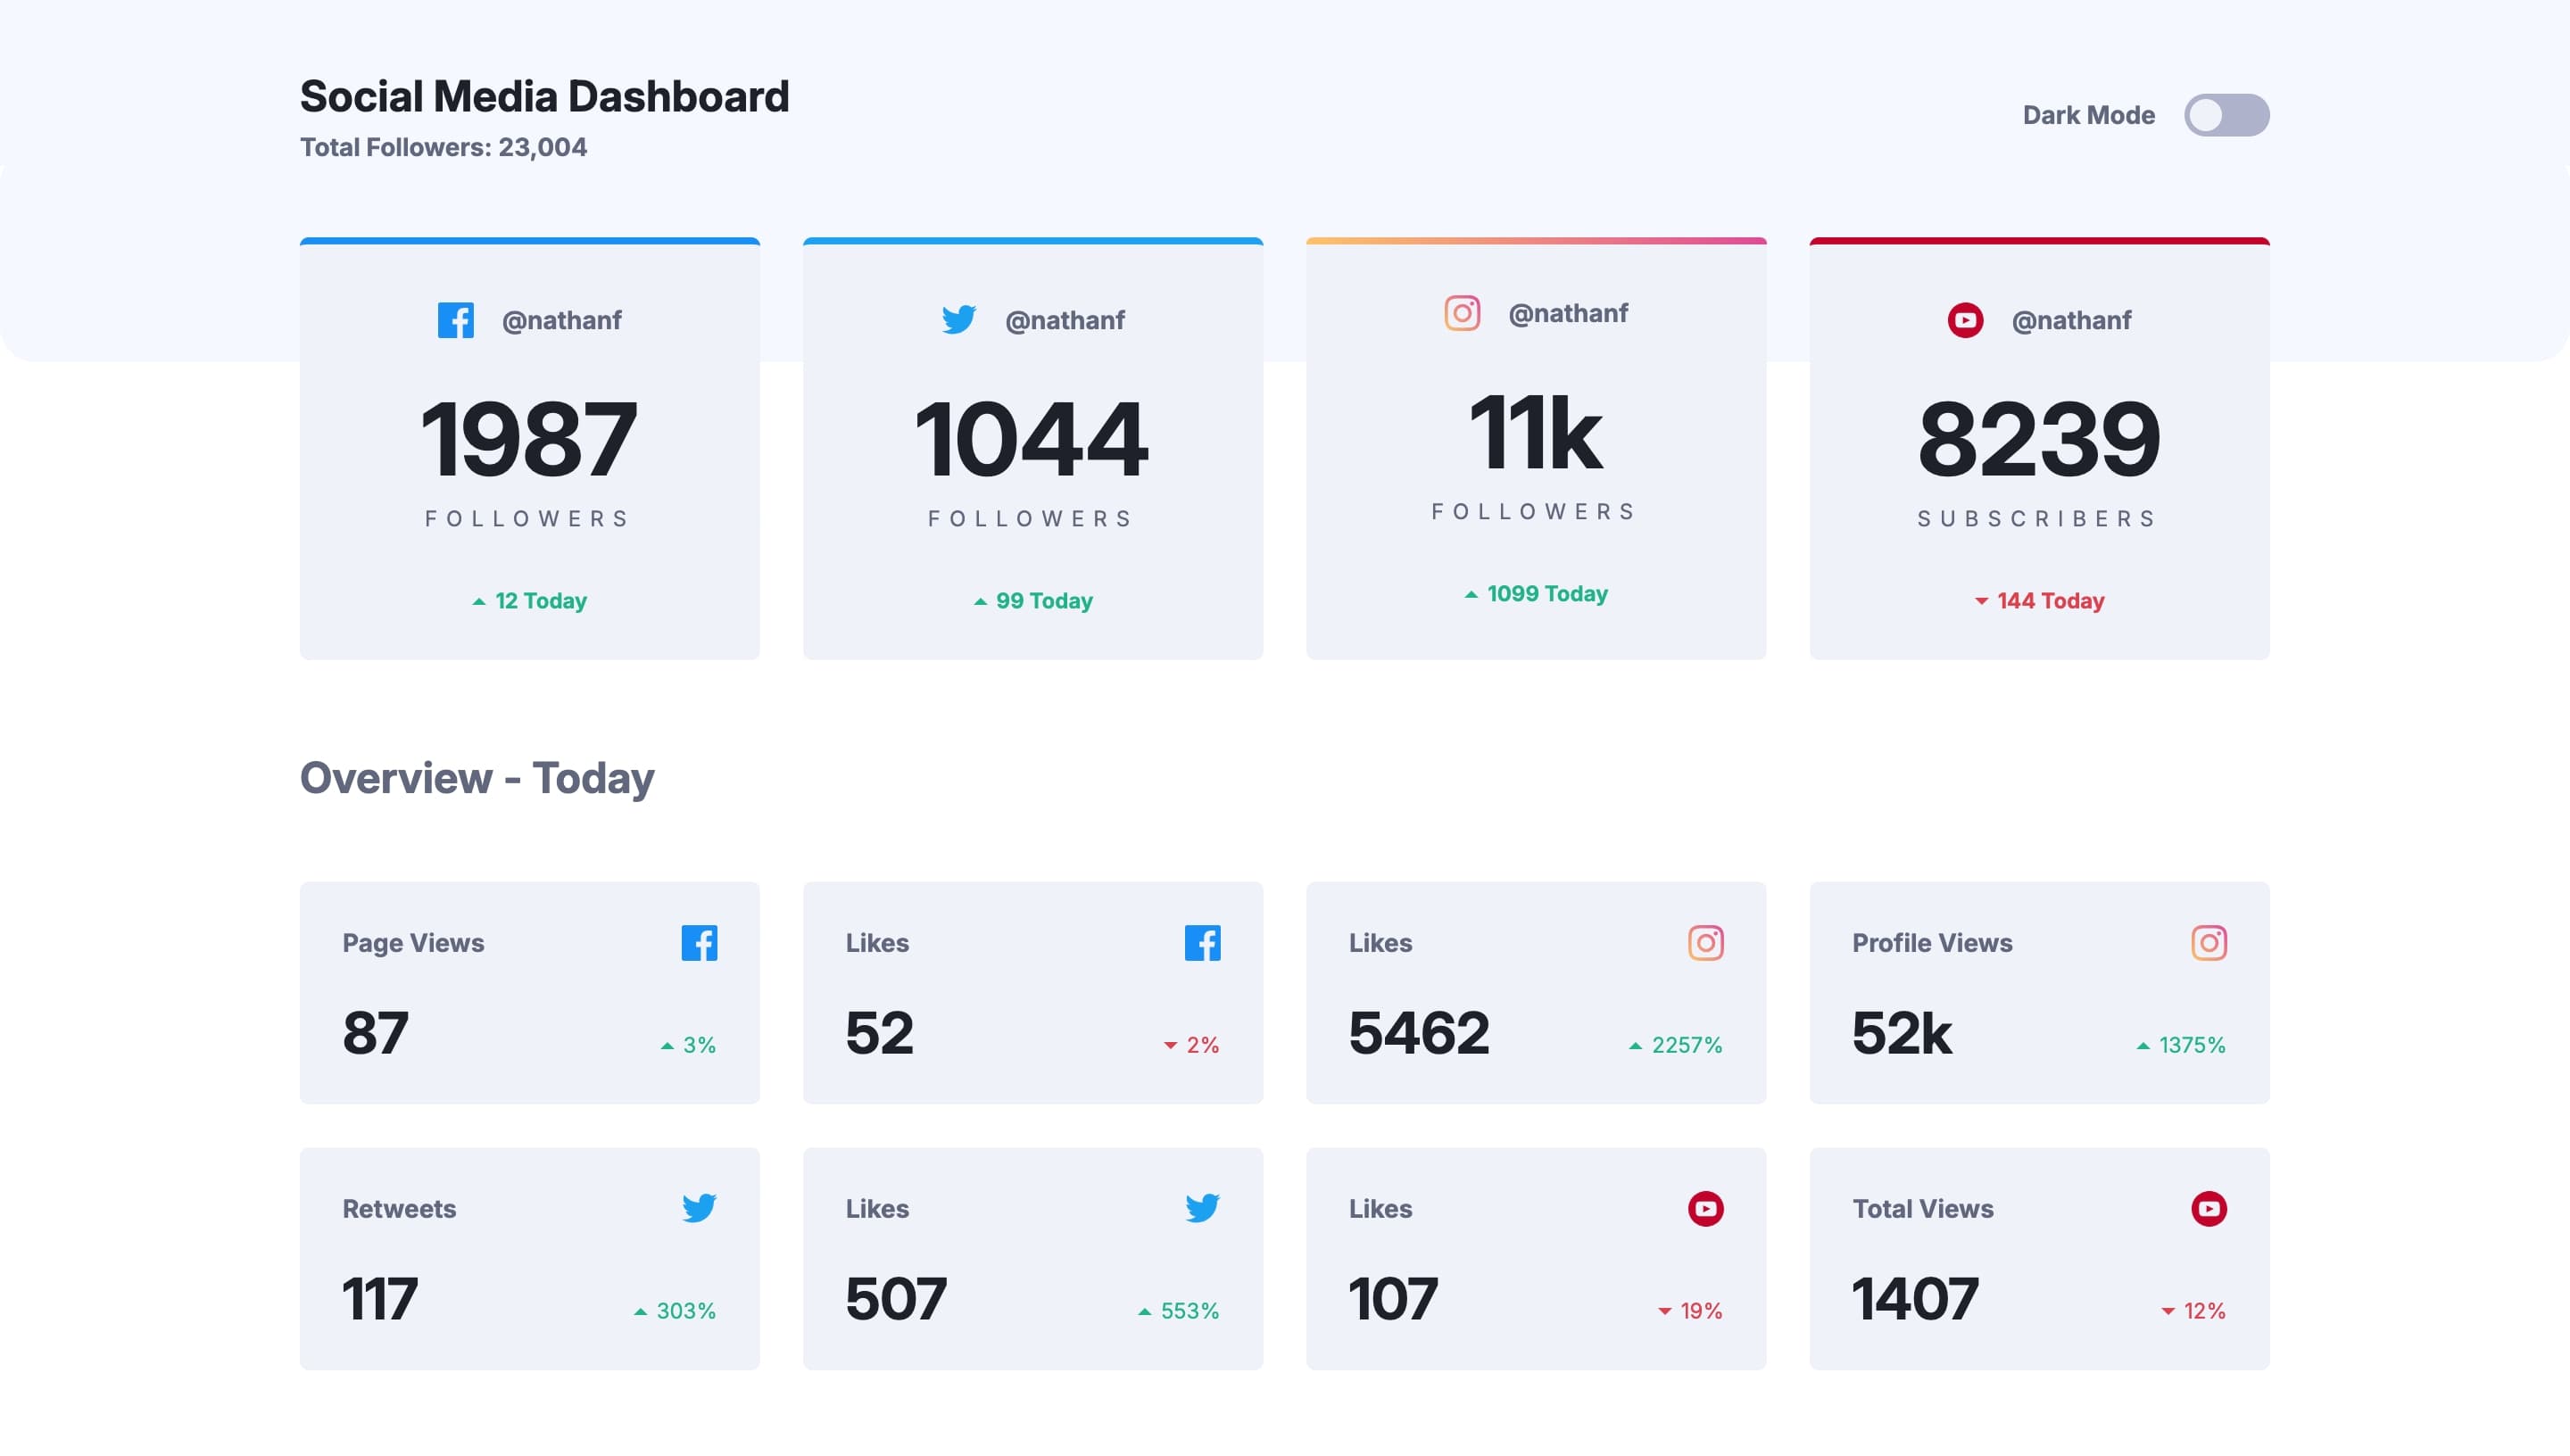 Social Media Dashboard
Total Followers: 23,004
Dark Mode
@nathanf
1987
FOLLOWERS
12 Today
@nathanf
1044
FOLLOWERS
99 Today
@nathanf
11k
FOLLOWERS
1099 Today
@nathanf
8239
SUBSCRIBERS
144 Today
Overview - Today
Page Views
87
3%
Likes
52
2%
Likes
5462
2257%
Profile Views
52k
1375%
Retweets
117
303%
Likes
507
553%
Likes
107
19%
Total Views
1407
12%